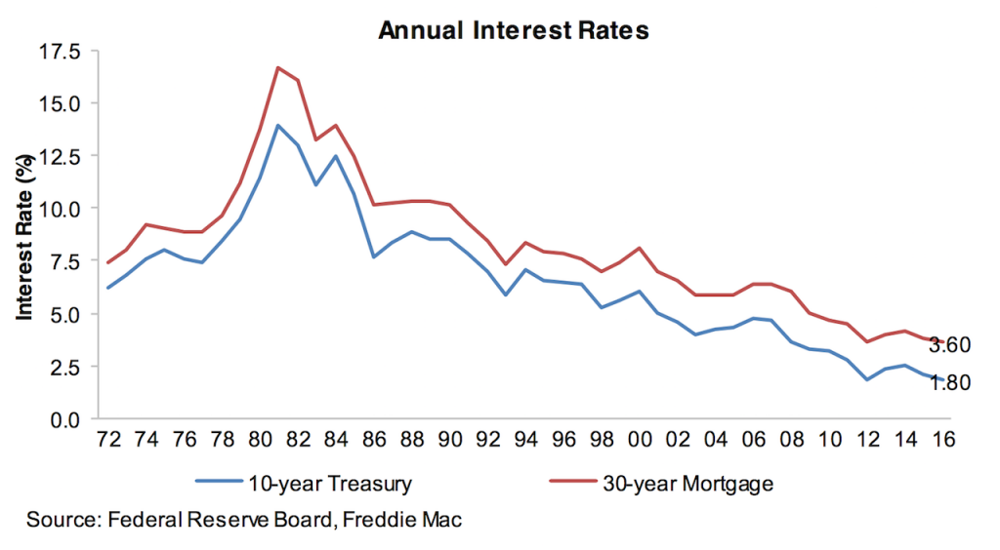 Annual Interest Rates
17.5
15.0
12.5
10.0
7.5
5.0
2.5
0.0
Interest Rate (%)
3.60
1.80
72 74 76 78 80 82 84 86 88 90 92 94 96 98 00 02 04 06 08 10 12 14 16
10-year Treasury 30-year Mortgage
Source: Federal Reserve Board, Freddie Mac